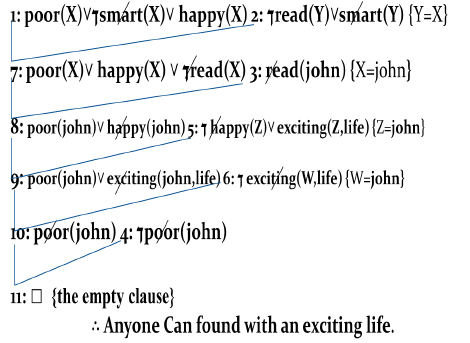 1: poor(X)∨¬smart(X)∨ happy(X) 2: ¬read(Y)∨smart(Y) {Y=X}
7: poor(X)∨ happy(X) ∨ ¬read(X) 3: read(john) {X=john}
8: poor(john)∨ happy(john) 5: ¬ happy(Z)∨ exciting(Z,life) {Z=john}
9: poor(john)∨ exciting(john,life) 6: ¬ exciting(W,life) {W=john}
10: poor(john) 4: ¬poor(john)
11: □ {the empty clause}
∴ Anyone Can found with an exciting life.